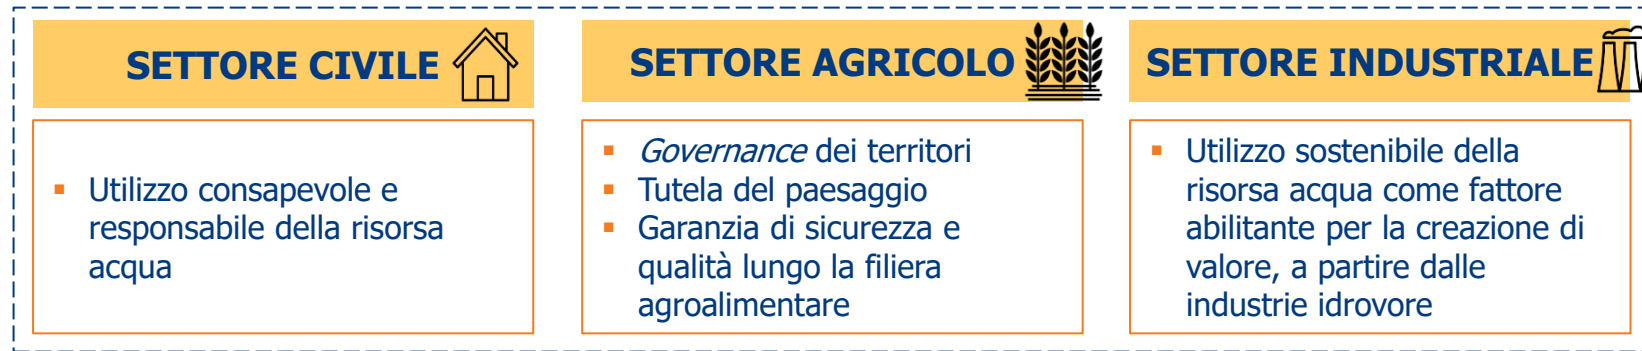 SETTORE CIVILE
▪ Utilizzo consapevole e
responsabile della risorsa
acqua
SETTORE AGRICOLO
▪ Governance dei territori
▪ Tutela del paesaggio
▪ Garanzia di sicurezza e
qualità lungo la filiera
agroalimentare
SETTORE INDUSTRIALE
▪ Utilizzo sostenibile della
risorsa acqua come fattore
abilitante per la creazione di
valore, a partire dalle
industrie idrovore